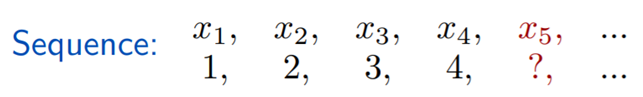 Sequence: x₁, x₂, x₃, x₄, x₅, ...
1, 2, 3, 4, ?, ...